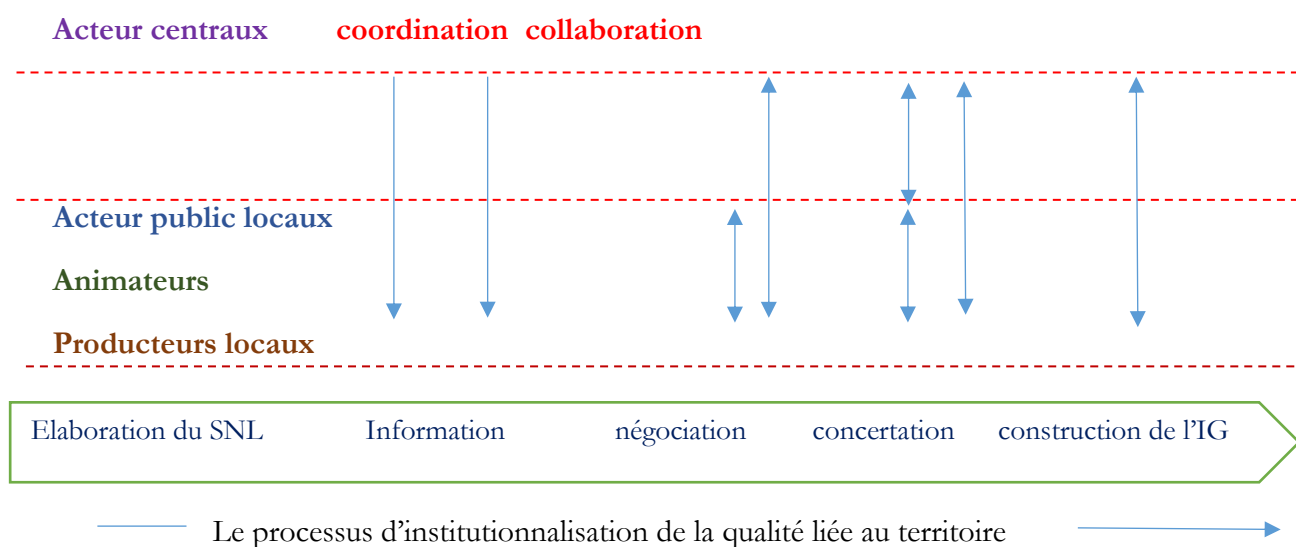 Acteur centraux coordination collaboration
Acteur public locaux
Animateurs
Producteurs locaux
Elaboration du SNL Information négociation concertation construction de l'IG
Le processus d'institutionnalisation de la qualité liée au territoire